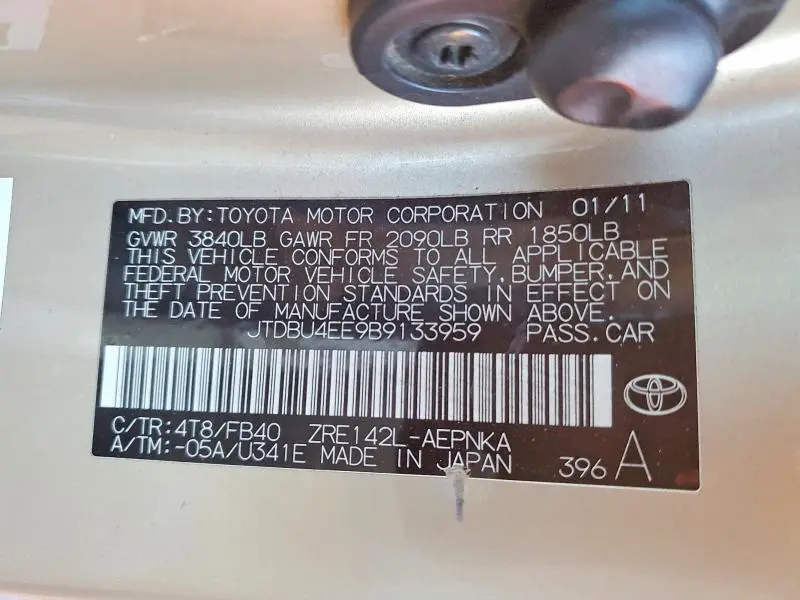 MFD.BY:TOYOTA MOTOR CORPORATION 01/11
GVWR 3840LB GAWR FR 2090LB RR 1850LB
THIS VEHICLE CONFORMS TO ALL APPLICABLE
FEDERAL MOTOR VEHICLE SAFETY, BUMPER, AND
THEFT PREVENTION STANDARDS IN EFFECT ON
THE DATE OF MANUFACTURE SHOWN ABOVE.
JTDBU4EE9B9133959 PASS.CAR
C/TR:4T8/FB40 ZRE142L-AEPNKA
A/TM:-05A/U341E MADE IN JAPAN 396 A